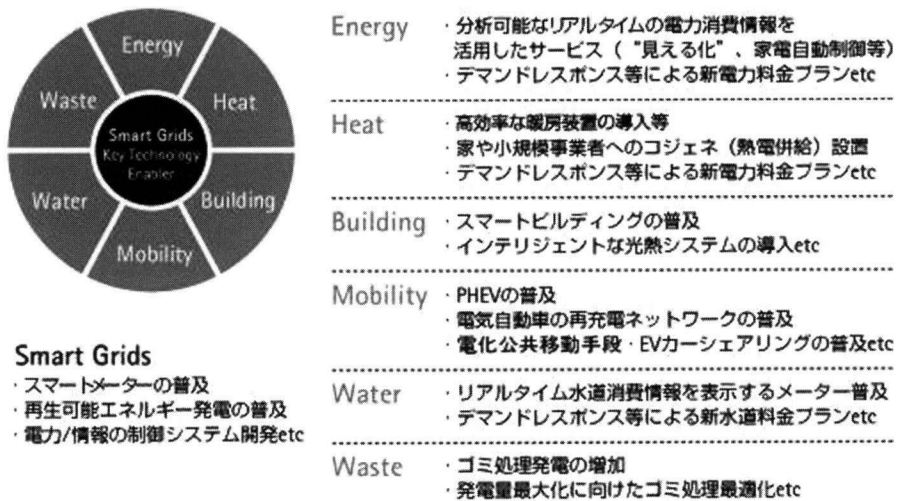 Energy
Waste
Heat
Smart Grids
Key Technology
Enabler
Water
Building
Mobility
Smart Grids
・スマートメーターの普及
・再生可能エネルギー発電の普及
・電力/情報の制御システム開発etc
Energy ・分析可能なリアルタイムの電力消費情報を
活用したサービス（ "見える化"、家電自動制御等）
・デマンドレスポンス等による新電力料金プランetc
Heat ・高効率な暖房装置の導入等
・家や小規模事業者へのコジェネ（熱電併給）設置
・デマンドレスポンス等による新電力料金プランetc
Building ・スマートビルディングの普及
・インテリジェントな光熱システムの導入etc
Mobility ・PHEVの普及
・電気自動車の再充電ネットワークの普及
・電化公共移動手段・EVカーシェアリングの普及etc
Water ・リアルタイム水道消費情報を表示するメーター普及
・デマンドレスポンス等による新水道料金プランetc
Waste ・ゴミ処理発電の増加
・発電量最大化に向けたゴミ処理最適化etc